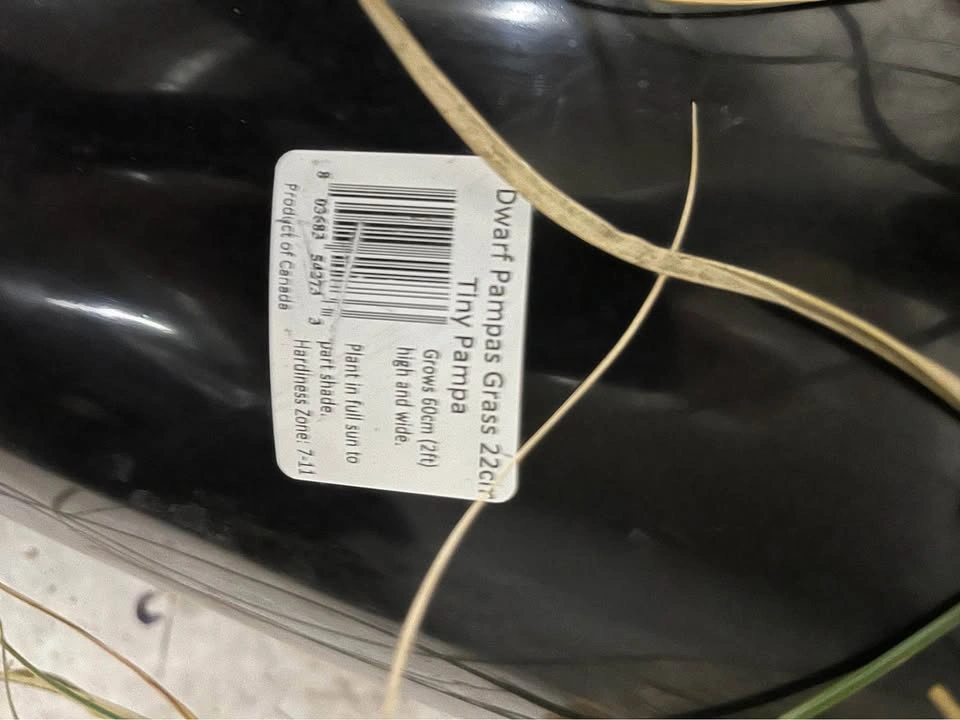 Dwarf Pampas Grass 22cm
Tiny Pampa
Grows 60cm (2ft)
high and wide.
Plant in full sun to
part shade.
Hardiness Zone: 7-11
8 03683 54273 3
Product of Canada